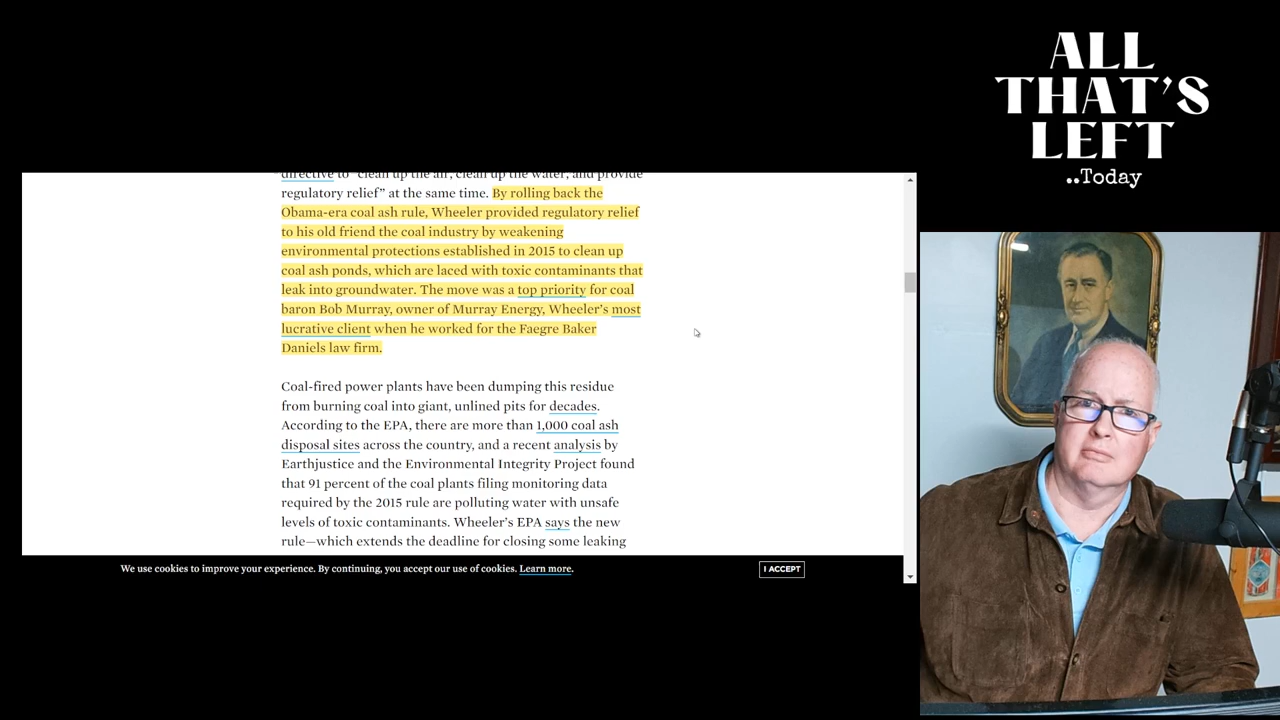 ALL
THAT'S
LEFT
..Today
directive to “clean up the air, clean up the water, and provide
regulatory relief” at the same time. By rolling back the
Obama-era coal ash rule, Wheeler provided regulatory relief
to his old friend the coal industry by weakening
environmental protections established in 2015 to clean up
coal ash ponds, which are laced with toxic contaminants that
leak into groundwater. The move was a top priority for coal
baron Bob Murray, owner of Murray Energy, Wheeler’s most
lucrative client when he worked for the Faegre Baker
Daniels law firm.
Coal-fired power plants have been dumping this residue
from burning coal into giant, unlined pits for decades.
According to the EPA, there are more than 1,000 coal ash
disposal sites across the country, and a recent analysis by
Earthjustice and the Environmental Integrity Project found
that 91 percent of the coal plants filing monitoring data
required by the 2015 rule are polluting water with unsafe
levels of toxic contaminants. Wheeler’s EPA says the new
rule—which extends the deadline for closing some leaking
We use cookies to improve your experience. By continuing, you accept our use of cookies. Learn more.
I ACCEPT